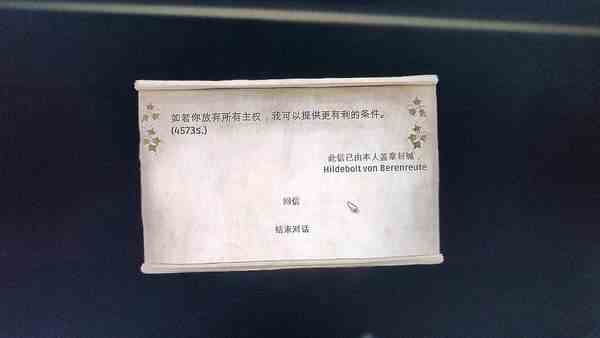 如若你放弃所有主权，我可以提供更有利的条件。
(4573s.)
此信已由本人盖章封缄，
Hildebolt von Berenreute
回信
结束对话